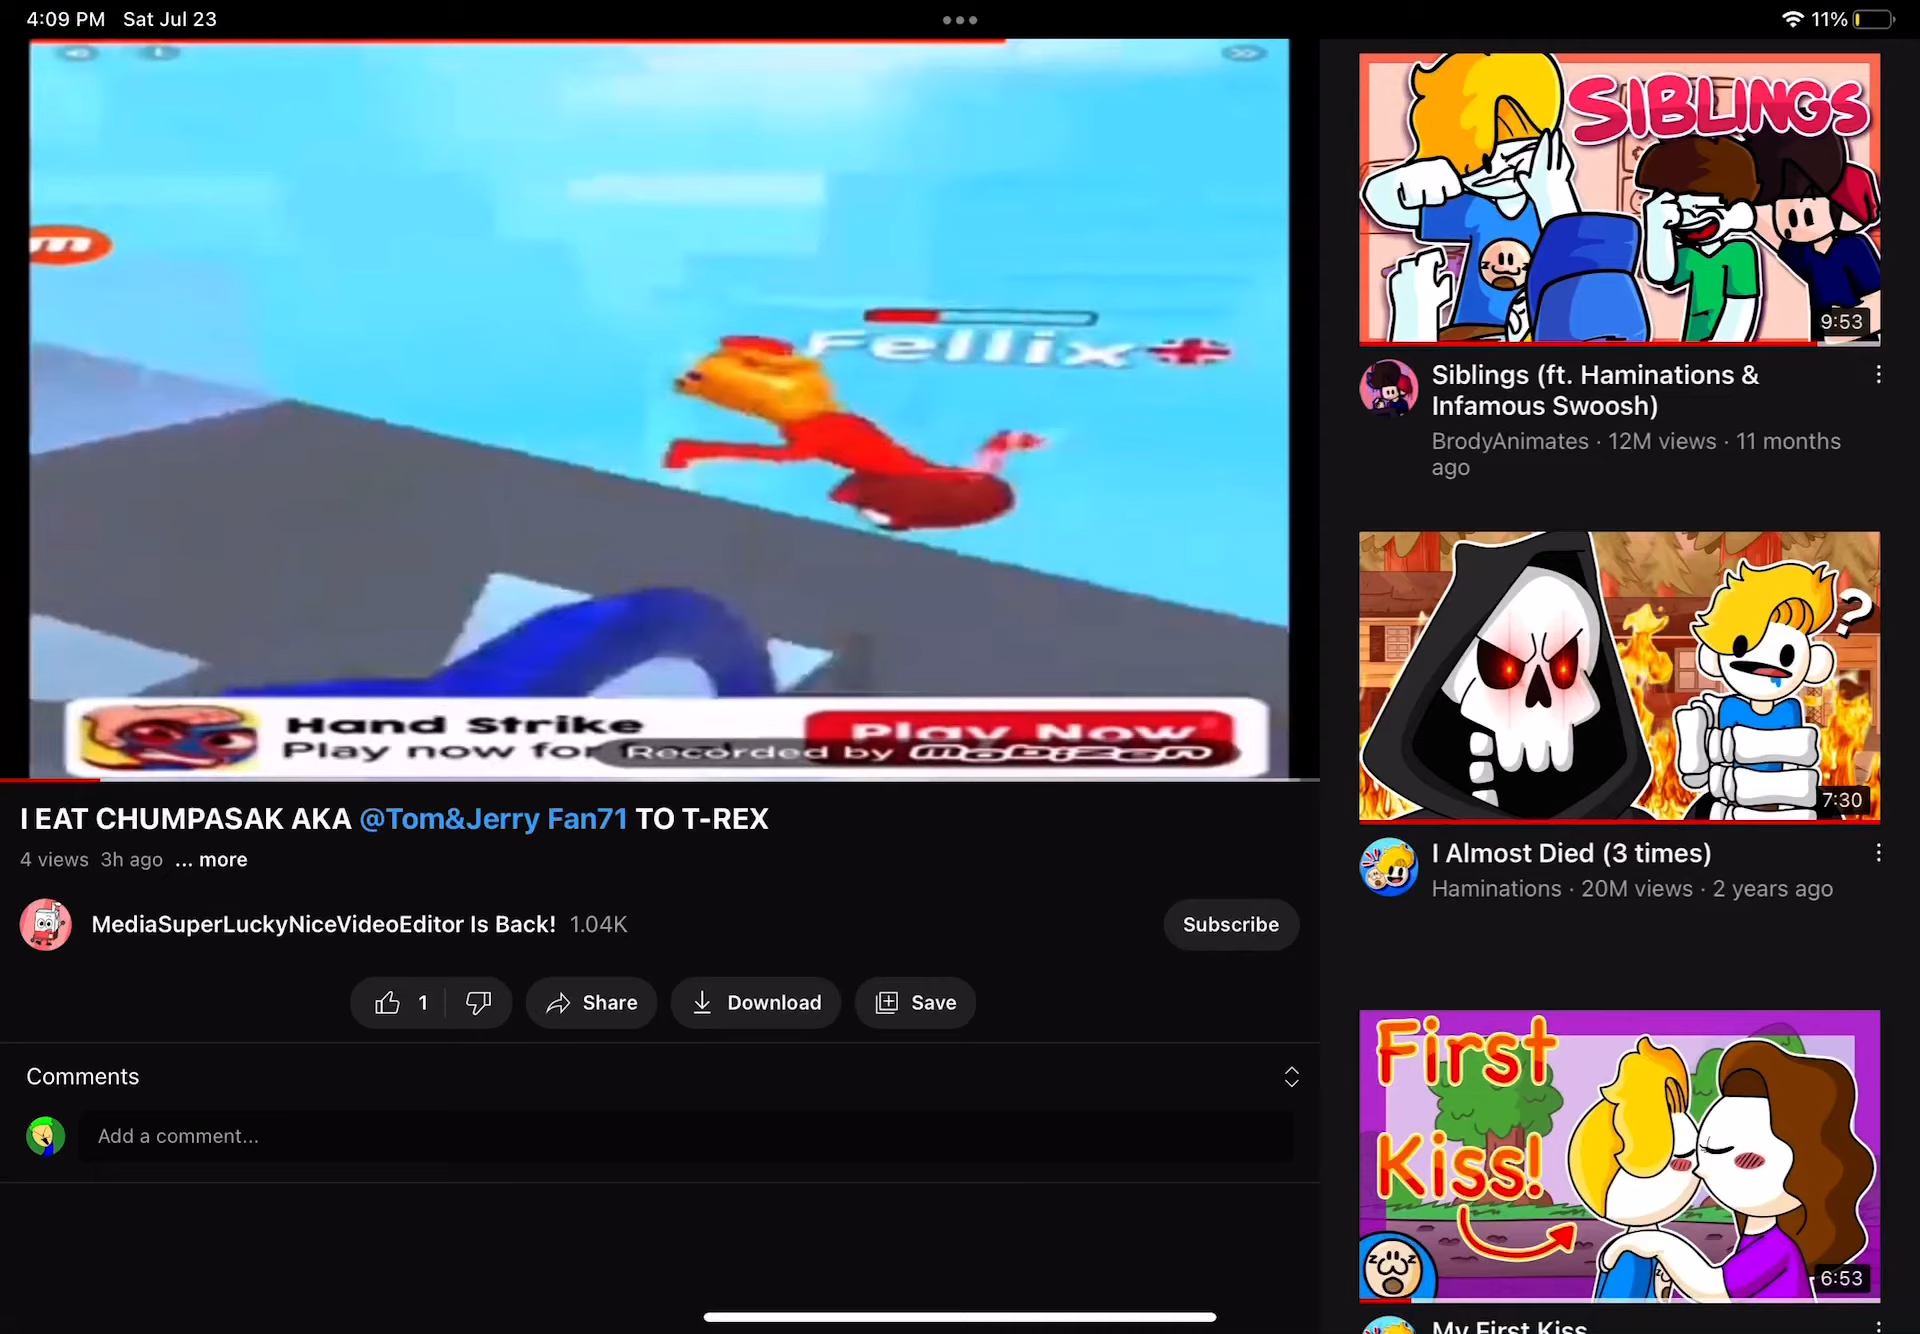 4:09 PM Sat Jul 23
11%
m
Fellix
Hand Strike
Play now for
Play Now
Recorded by mobizen
I EAT CHUMPASAK AKA @Tom&Jerry Fan71 TO T-REX
4 views 3h ago ... more
MediaSuperLuckyNiceVideoEditor Is Back! 1.04K
Subscribe
1
Share
Download
Save
Comments
Add a comment...
SIBLINGS
9:53
Siblings (ft. Haminations &
Infamous Swoosh)
BrodyAnimates · 12M views · 11 months
ago
?
7:30
I Almost Died (3 times)
Haminations · 20M views · 2 years ago
First
Kiss!
z z
6:53
My First Kiss